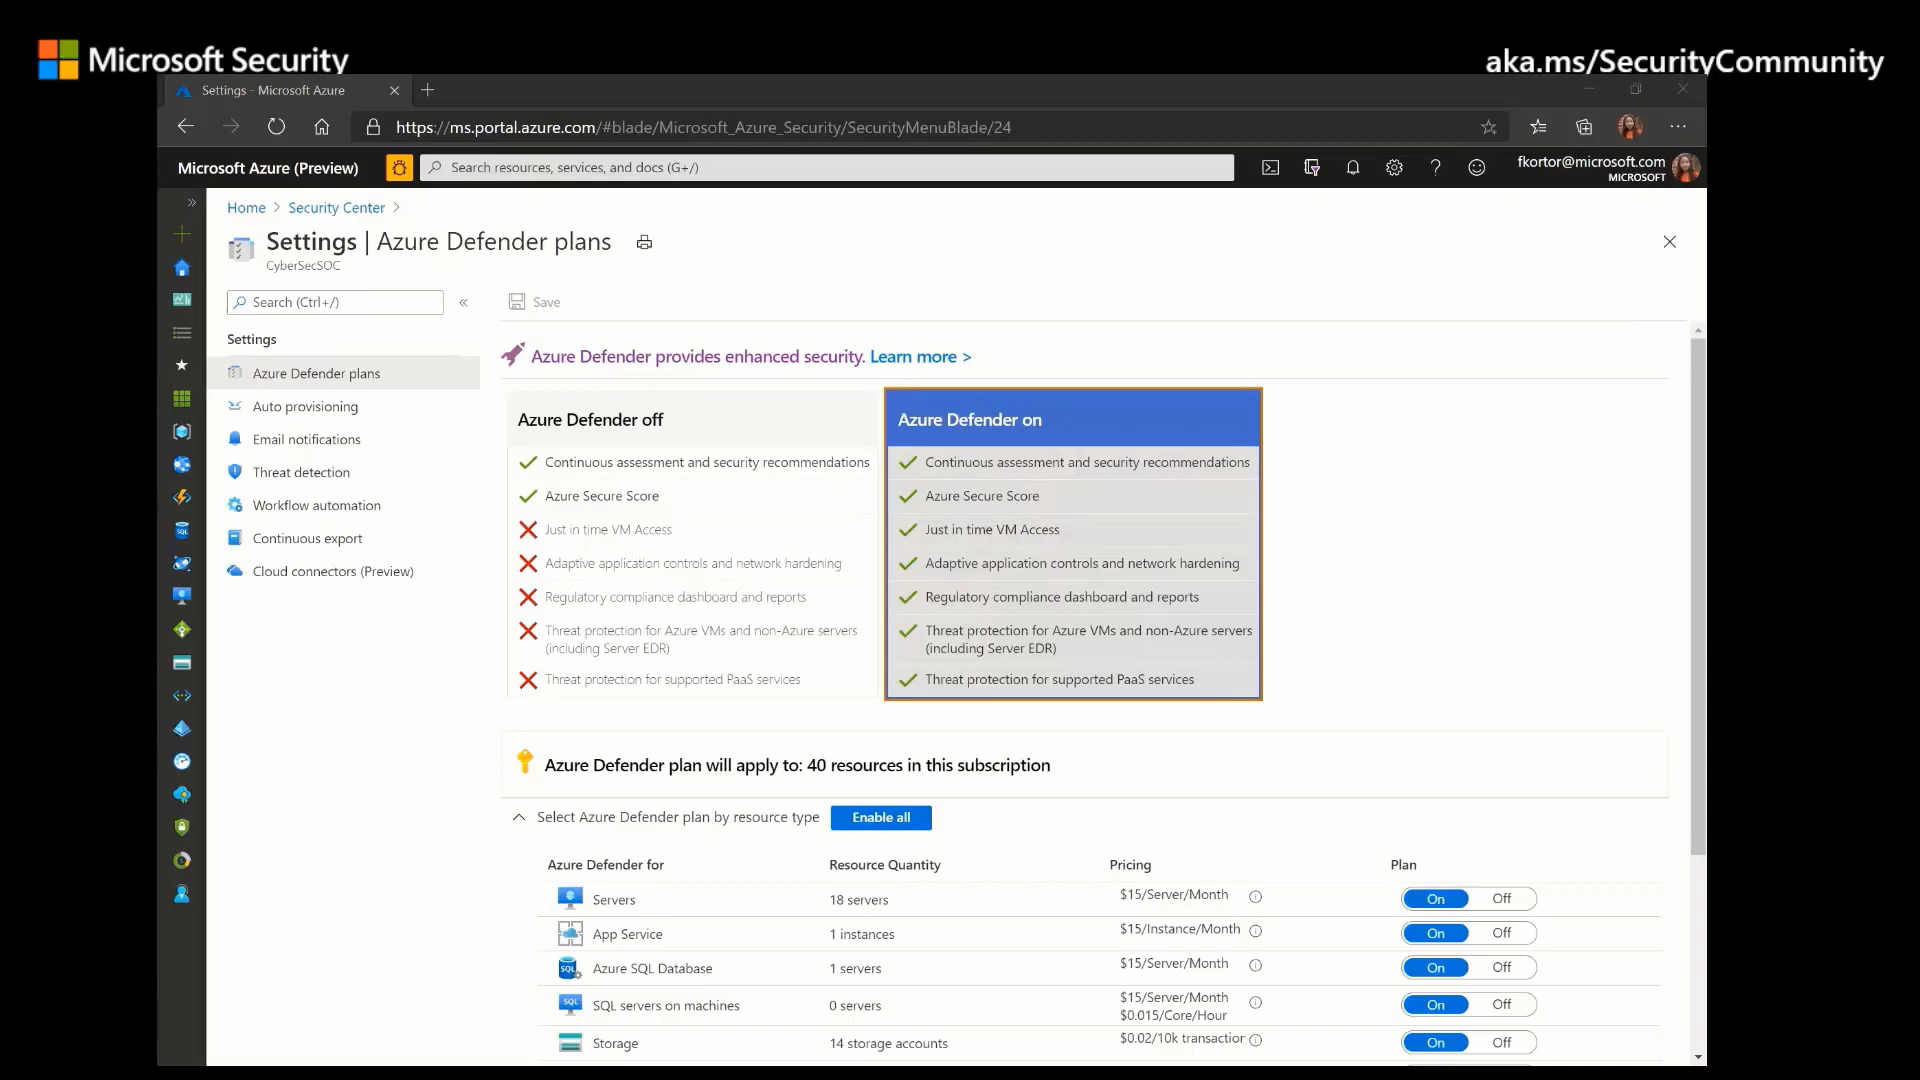 Microsoft Security
aka.ms/SecurityCommunity
Settings - Microsoft Azure
https://ms.portal.azure.com/#blade/Microsoft_Azure_Security/SecurityMenuBlade/24
Microsoft Azure (Preview)
Search resources, services, and docs (G+/)
fkortor@microsoft.com
MICROSOFT
Home > Security Center >
Settings | Azure Defender plans
CyberSecSOC
Search (Ctrl+/)
«
Save
Settings
Azure Defender plans
Auto provisioning
Email notifications
Threat detection
Workflow automation
Continuous export
Cloud connectors (Preview)
Azure Defender provides enhanced security. Learn more >
Azure Defender off
Continuous assessment and security recommendations
Azure Secure Score
Just in time VM Access
Adaptive application controls and network hardening
Regulatory compliance dashboard and reports
Threat protection for Azure VMs and non-Azure servers
(including Server EDR)
Threat protection for supported PaaS services
Azure Defender on
Continuous assessment and security recommendations
Azure Secure Score
Just in time VM Access
Adaptive application controls and network hardening
Regulatory compliance dashboard and reports
Threat protection for Azure VMs and non-Azure servers
(including Server EDR)
Threat protection for supported PaaS services
Azure Defender plan will apply to: 40 resources in this subscription
Select Azure Defender plan by resource type Enable all
Azure Defender for Resource Quantity Pricing Plan
Servers 18 servers $15/Server/Month On Off
App Service 1 instances $15/Instance/Month On Off
Azure SQL Database 1 servers $15/Server/Month On Off
SQL servers on machines 0 servers $15/Server/Month On Off
$0.015/Core/Hour
Storage 14 storage accounts $0.02/10k transactior On Off